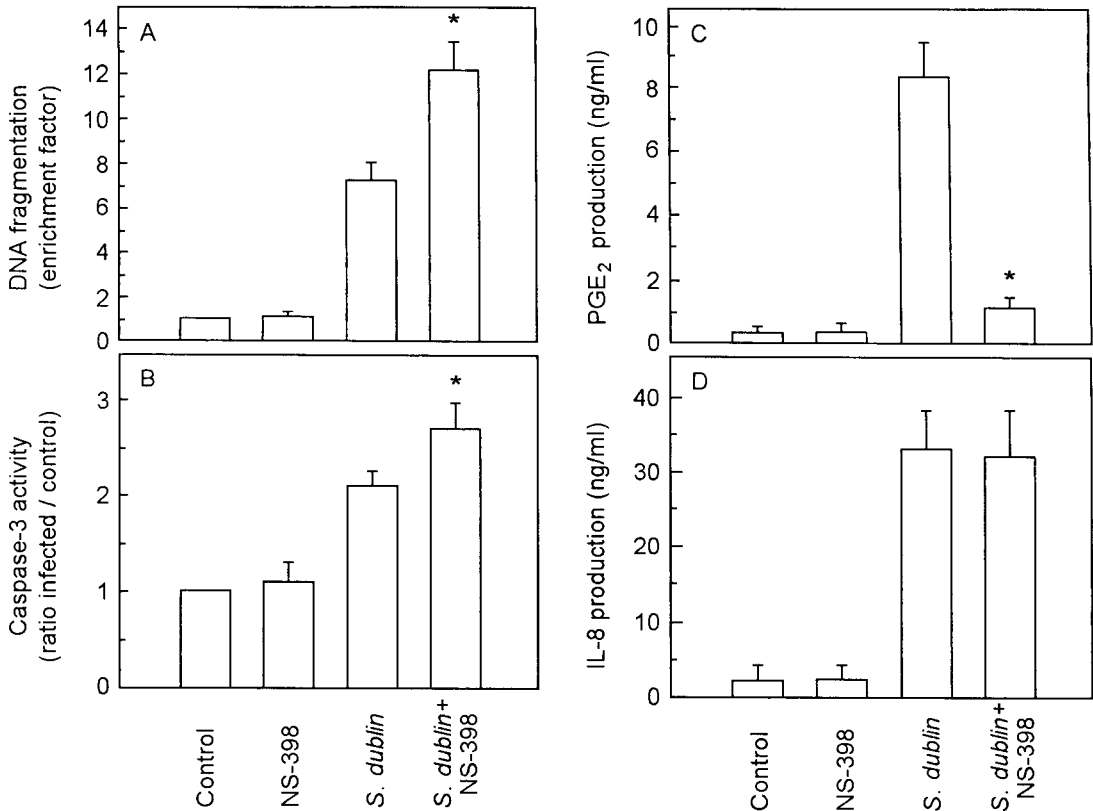 A
*
DNA fragmentation
(enrichment factor)
14
12
10
8
6
4
2
1
0
B
*
Caspase-3 activity
(ratio infected / control)
3
2
1
0
Control
NS-398
S. dublin
S. dublin+
NS-398
C
*
PGE₂ production (ng/ml)
10
8
6
4
2
0
D
IL-8 production (ng/ml)
40
30
20
10
0
Control
NS-398
S. dublin
S. dublin+
NS-398